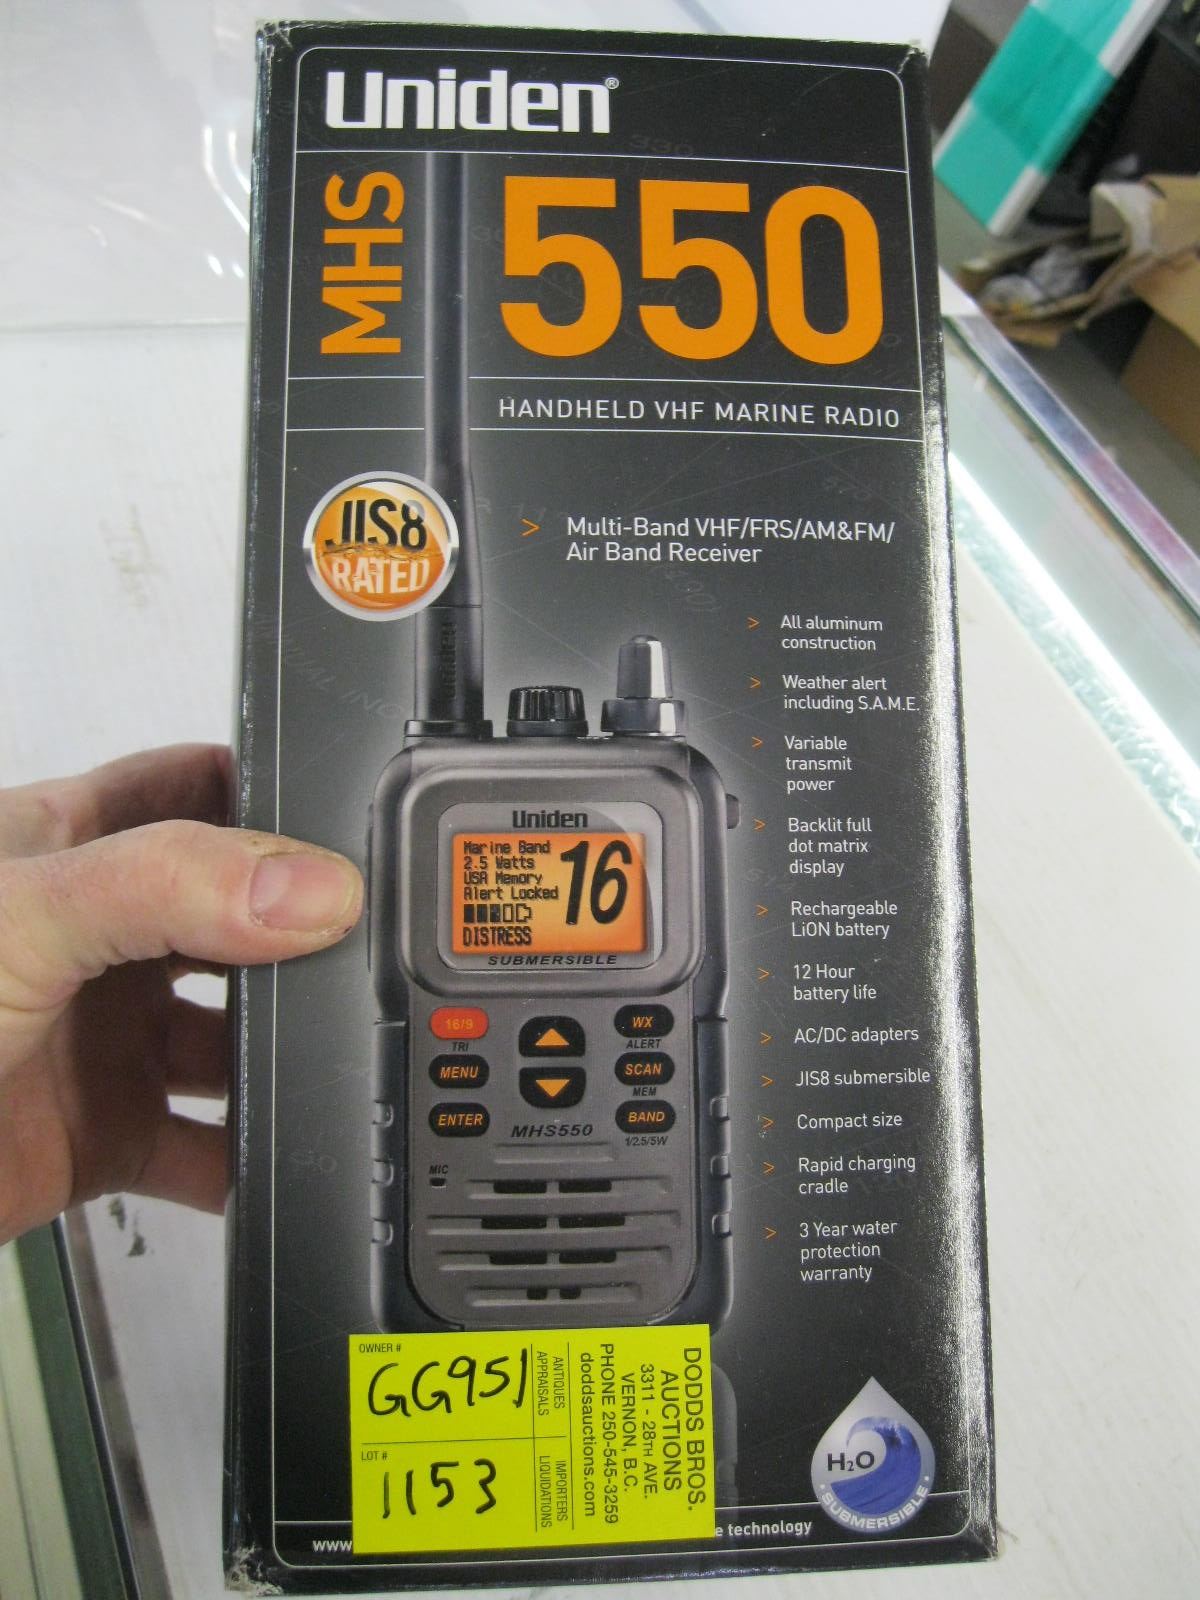 Uniden®
MHS 550
HANDHELD VHF MARINE RADIO
JIS8
RATED
> Multi-Band VHF/FRS/AM&FM/
Air Band Receiver
> All aluminum
construction
> Weather alert
including S.A.M.E.
> Variable
transmit
power
> Backlit full
dot matrix
display
> Rechargeable
LiON battery
> 12 Hour
battery life
> AC/DC adapters
> JIS8 submersible
> Compact size
> Rapid charging
cradle
> 3 Year water
protection
warranty
Uniden
Uniden
Marine Band
2.5 Watts
USA Memory
Alert Locked
16
DISTRESS
SUBMERSIBLE
16/9
TRI
WX
ALERT
MENU
SCAN
MEM
ENTER
BAND
1/2.5/5W
MHS550
MIC
OWNER #
GG951
LOT #
1153
ANTIQUES
APPRAISALS
IMPORTERS
LIQUIDATIONS
DODDS BROS.
AUCTIONS
3311 - 28TH AVE.
VERNON, B.C.
PHONE 250-545-3259
doddsauctions.com
H2O
SUBMERSIBLE
www
technology